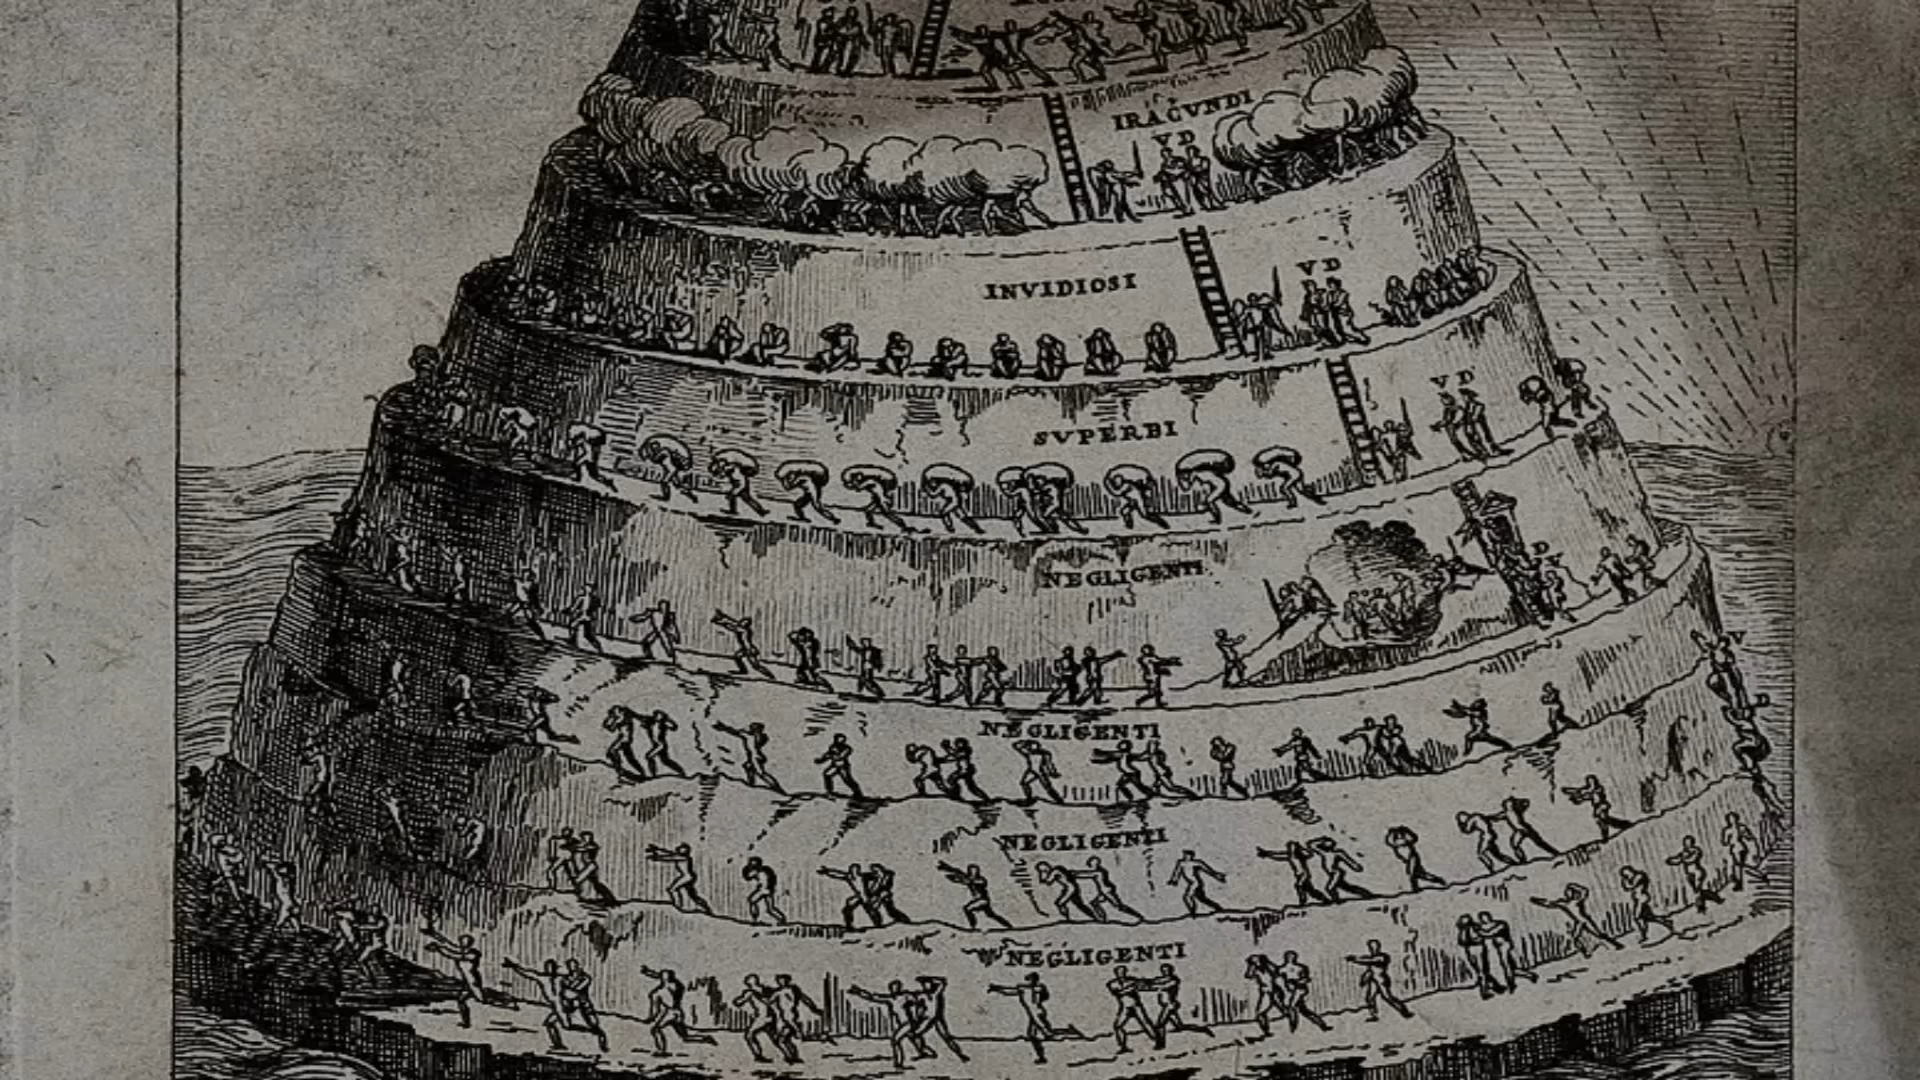 IRACVNDI
VD
INVIDIOSI
VD
SVPERBI
VD
NEGLIGENTI
D
V
NEGLIGENTI
D
NEGLIGENTI
NEGLIGENTI